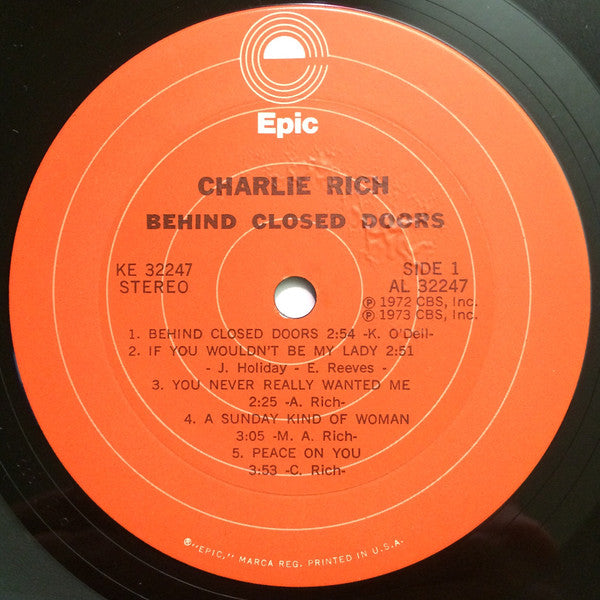 Epic
CHARLIE RICH
BEHIND CLOSED DOORS
KE 32247
STEREO
SIDE 1
AL 32247
Ⓟ 1972 CBS, Inc.
Ⓟ 1973 CBS, Inc.
1. BEHIND CLOSED DOORS 2:54 -K. O'Dell-
2. IF YOU WOULDN'T BE MY LADY 2:51
- J. Holiday - E. Reeves -
3. YOU NEVER REALLY WANTED ME
2:25 -A. Rich-
4. A SUNDAY KIND OF WOMAN
3:05 -M. A. Rich-
5. PEACE ON YOU
3:53 -C. Rich-
®"EPIC," MARCA REG. PRINTED IN U.S.A.